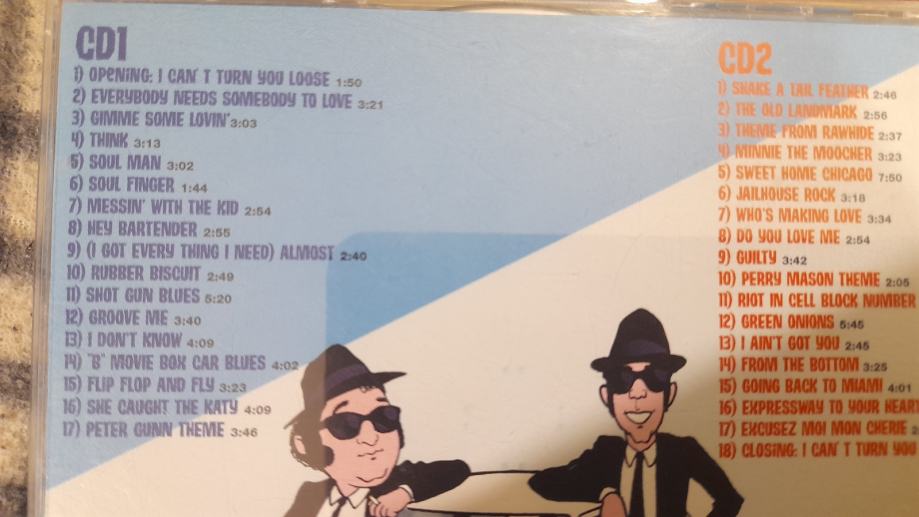 CD1
1) OPENING: I CAN´T TURN YOU LOOSE 1:50
2) EVERYBODY NEEDS SOMEBODY TO LOVE 3:21
3) GIMME SOME LOVIN' 3:03
4) THINK 3:13
5) SOUL MAN 3:02
6) SOUL FINGER 1:44
7) MESSIN' WITH THE KID 2:54
8) HEY BARTENDER 2:55
9) (I GOT EVERY THING I NEED) ALMOST 2:40
10) RUBBER BISCUIT 2:49
11) SHOT GUN BLUES 5:20
12) GROOVE ME 3:40
13) I DON'T KNOW 4:09
14) "B" MOVIE BOX CAR BLUES 4:02
15) FLIP FLOP AND FLY 3:23
16) SHE CAUGHT THE KATY 4:09
17) PETER GUNN THEME 3:46
CD2
1) SHAKE A TAIL FEATHER 2:46
2) THE OLD LANDMARK 2:56
3) THEME FROM RAWHIDE 2:37
4) MINNIE THE MOOCHER 3:23
5) SWEET HOME CHICAGO 7:50
6) JAILHOUSE ROCK 3:18
7) WHO'S MAKING LOVE 3:34
8) DO YOU LOVE ME 2:54
9) GUILTY 3:42
10) PERRY MASON THEME 2:05
11) RIOT IN CELL BLOCK NUMBER
12) GREEN ONIONS 5:45
13) I AIN'T GOT YOU 2:45
14) FROM THE BOTTOM 3:25
15) GOING BACK TO MIAMI 4:01
16) EXPRESSWAY TO YOUR HEART
17) EXCUSEZ MOI MON CHERIE
18) CLOSING: I CAN´T TURN YOU